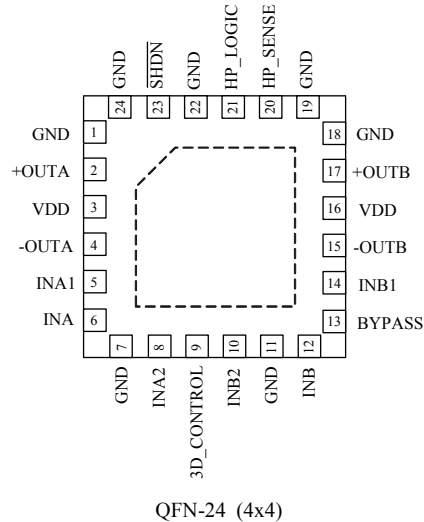 GND
SHDN
GND
HP_LOGIC
HP_SENSE
GND
24
23
22
21
20
19
GND 1
+OUTA 2
VDD 3
-OUTA 4
INA1 5
INA 6
18 GND
17 +OUTB
16 VDD
15 -OUTB
14 INB1
13 BYPASS
7
8
9
10
11
12
GND
INA2
3D_CONTROL
INB2
GND
INB
QFN-24 (4x4)